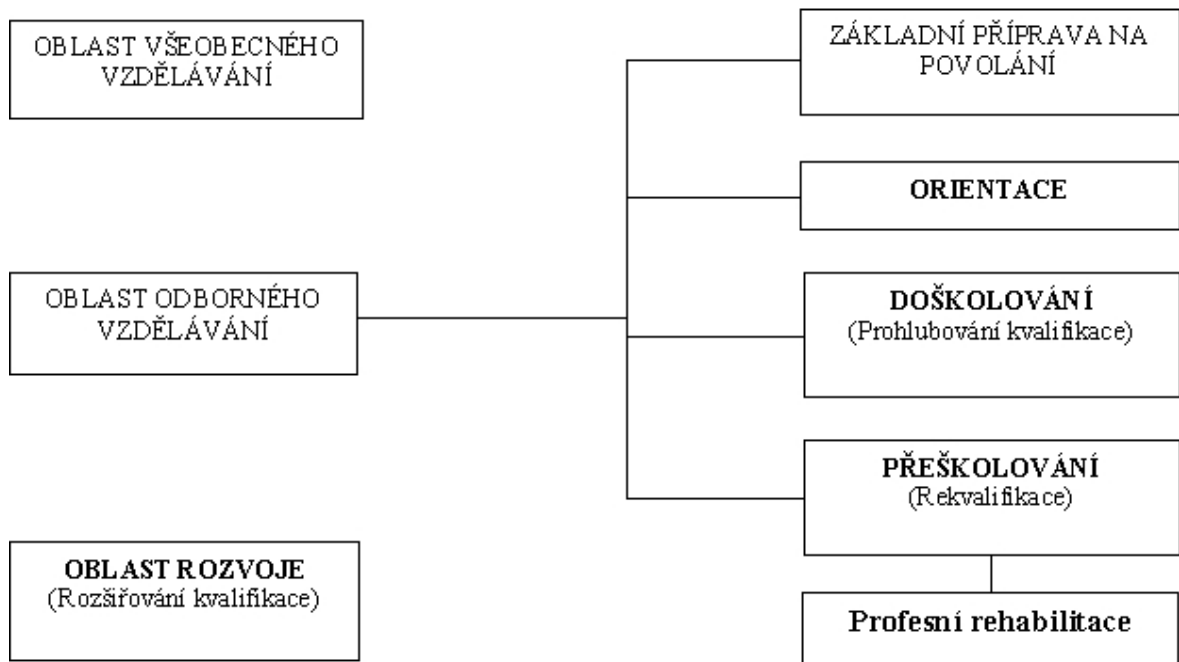 OBLAST VŠEOBECNÉHO
VZDĚLÁVÁNÍ
ZÁKLADNÍ PŘÍPRAVA NA
POVOLÁNÍ
ORIENTACE
OBLAST ODBORNÉHO
VZDĚLÁVÁNÍ
DOŠKOLOVÁNÍ
(Prohlubování kvalifikace)
PŘEŠKOLOVÁNÍ
(Rekvalifikace)
OBLAST ROZVOJE
(Rozšiřování kvalifikace)
Profesní rehabilitace